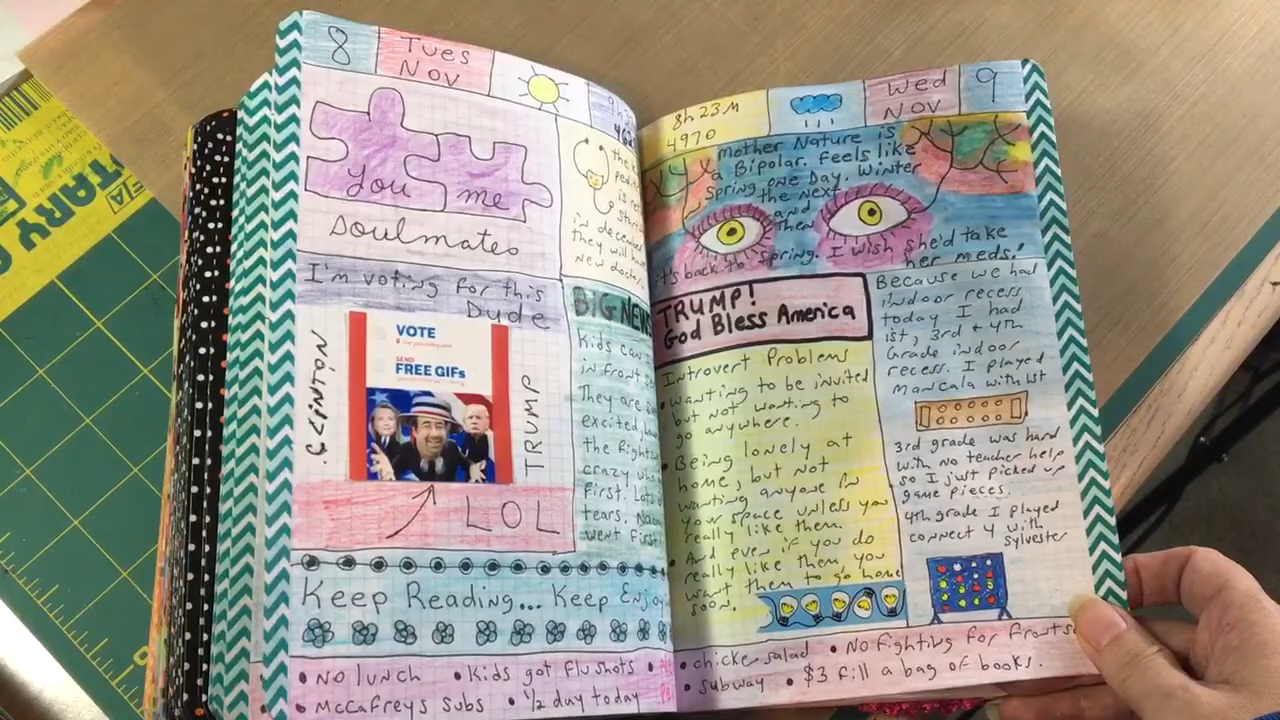 8
Tues
Nov
you me
Soulmates
the
is
in december
they will have
new doctor
I'm voting for this
Dude
CLINTON
VOTE
SEND
FREE GIFs
TRUMP
LOL
BIG NEWS
Kids
in front
They are
excited
the fights
crazy
first. Lots
tears.
went first
Keep Reading... Keep Enjoy
• No lunch • Kids got flu shots
• McCafreys subs • 1/2 day today
8h 23m
4970
Wed
Nov
9
Mother Nature is
a Bipolar. Feels like
Spring one Day. Winter
the next
and
Then
it's back to Spring. I wish she'd take
her meds."
TRUMP!
God Bless America
Introvert Problems
• Wanting to be invited
but not wanting to
go anywhere.
• Being lonely at
home, but not
wanting anyone in
your space unless you
really like them.
• And even if you do
really like them you
want them to go home
soon.
Because we had
indoor recess
today I had
1st, 3rd + 4th
Grade indoor
recess. I played
mancala with 1st
3rd grade was hard
with no teacher help
so I just picked up
game pieces.
4th grade I played
connect 4 with
Sylvester
• chicken salad • No fighting for front
• Subway • $3 fill a bag of books.